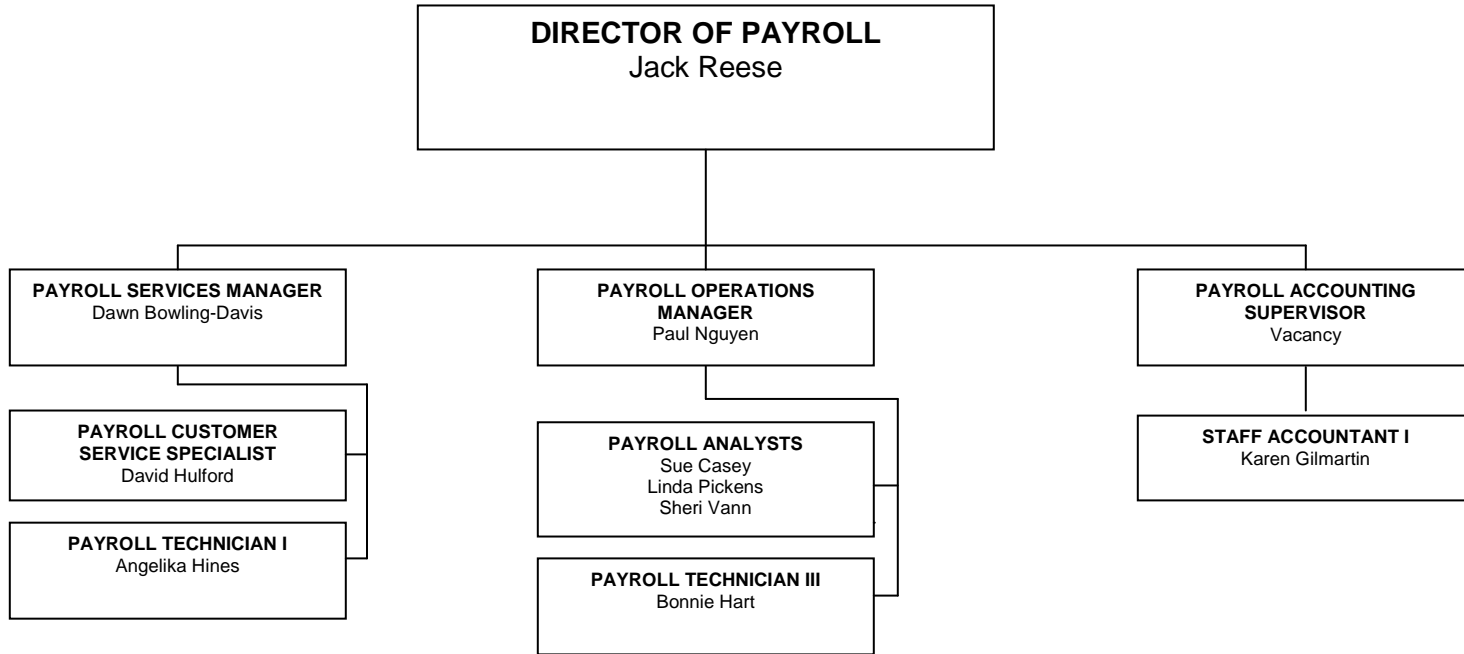 DIRECTOR OF PAYROLL
Jack Reese
PAYROLL SERVICES MANAGER
Dawn Bowling-Davis
PAYROLL CUSTOMER
SERVICE SPECIALIST
David Hulford
PAYROLL TECHNICIAN I
Angelika Hines
PAYROLL OPERATIONS
MANAGER
Paul Nguyen
PAYROLL ANALYSTS
Sue Casey
Linda Pickens
Sheri Vann
PAYROLL TECHNICIAN III
Bonnie Hart
PAYROLL ACCOUNTING
SUPERVISOR
Vacancy
STAFF ACCOUNTANT I
Karen Gilmartin